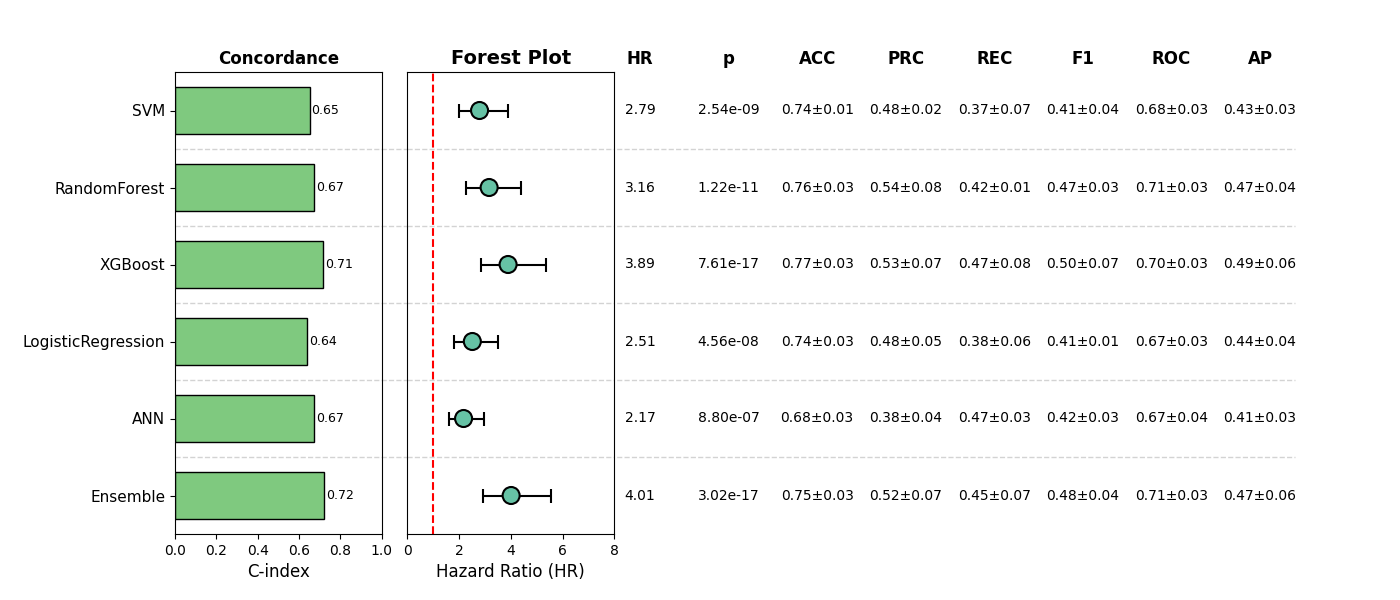 Concordance Forest Plot HR p ACC PRC REC F1 ROC AP
SVM 0.65 2.79 2.54e-09 0.74±0.01 0.48±0.02 0.37±0.07 0.41±0.04 0.68±0.03 0.43±0.03
RandomForest 0.67 3.16 1.22e-11 0.76±0.03 0.54±0.08 0.42±0.01 0.47±0.03 0.71±0.03 0.47±0.04
XGBoost 0.71 3.89 7.61e-17 0.77±0.03 0.53±0.07 0.47±0.08 0.50±0.07 0.70±0.03 0.49±0.06
LogisticRegression 0.64 2.51 4.56e-08 0.74±0.03 0.48±0.05 0.38±0.06 0.41±0.01 0.67±0.03 0.44±0.04
ANN 0.67 2.17 8.80e-07 0.68±0.03 0.38±0.04 0.47±0.03 0.42±0.03 0.67±0.04 0.41±0.03
Ensemble 0.72 4.01 3.02e-17 0.75±0.03 0.52±0.07 0.45±0.07 0.48±0.04 0.71±0.03 0.47±0.06
0.0 0.2 0.4 0.6 0.8 1.0 0 2 4 6 8
C-index Hazard Ratio (HR)